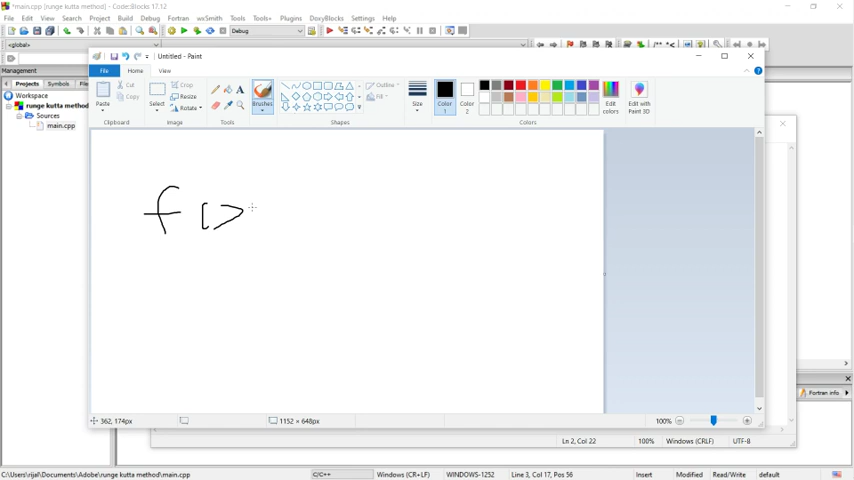 *main.cpp [runge kutta method] - Code::Blocks 17.12
File Edit View Search Project Build Debug Fortran wxSmith Tools Tools+ Plugins DoxyBlocks Settings Help
Debug
<global>
Management
Projects Symbols
Workspace
runge kutta method
Sources
main.cpp
Untitled - Paint
File Home View
Paste Cut Copy
Clipboard
Select Crop Resize Rotate
Image
A
Tools
Brushes
Shapes
Outline
Fill
Size
Color 1
Color 2
Edit colors
Edit with Paint 3D
Colors
f
362, 174px
1152 × 648px
100%
Fortran info
Ln 2, Col 22 100% Windows (CRLF) UTF-8
C:\Users\rijal\Documents\Adobe\runge kutta method\main.cpp C/C++ Windows (CR+LF) WINDOWS-1252 Line 3, Col 17, Pos 56 Insert Modified Read/Write default